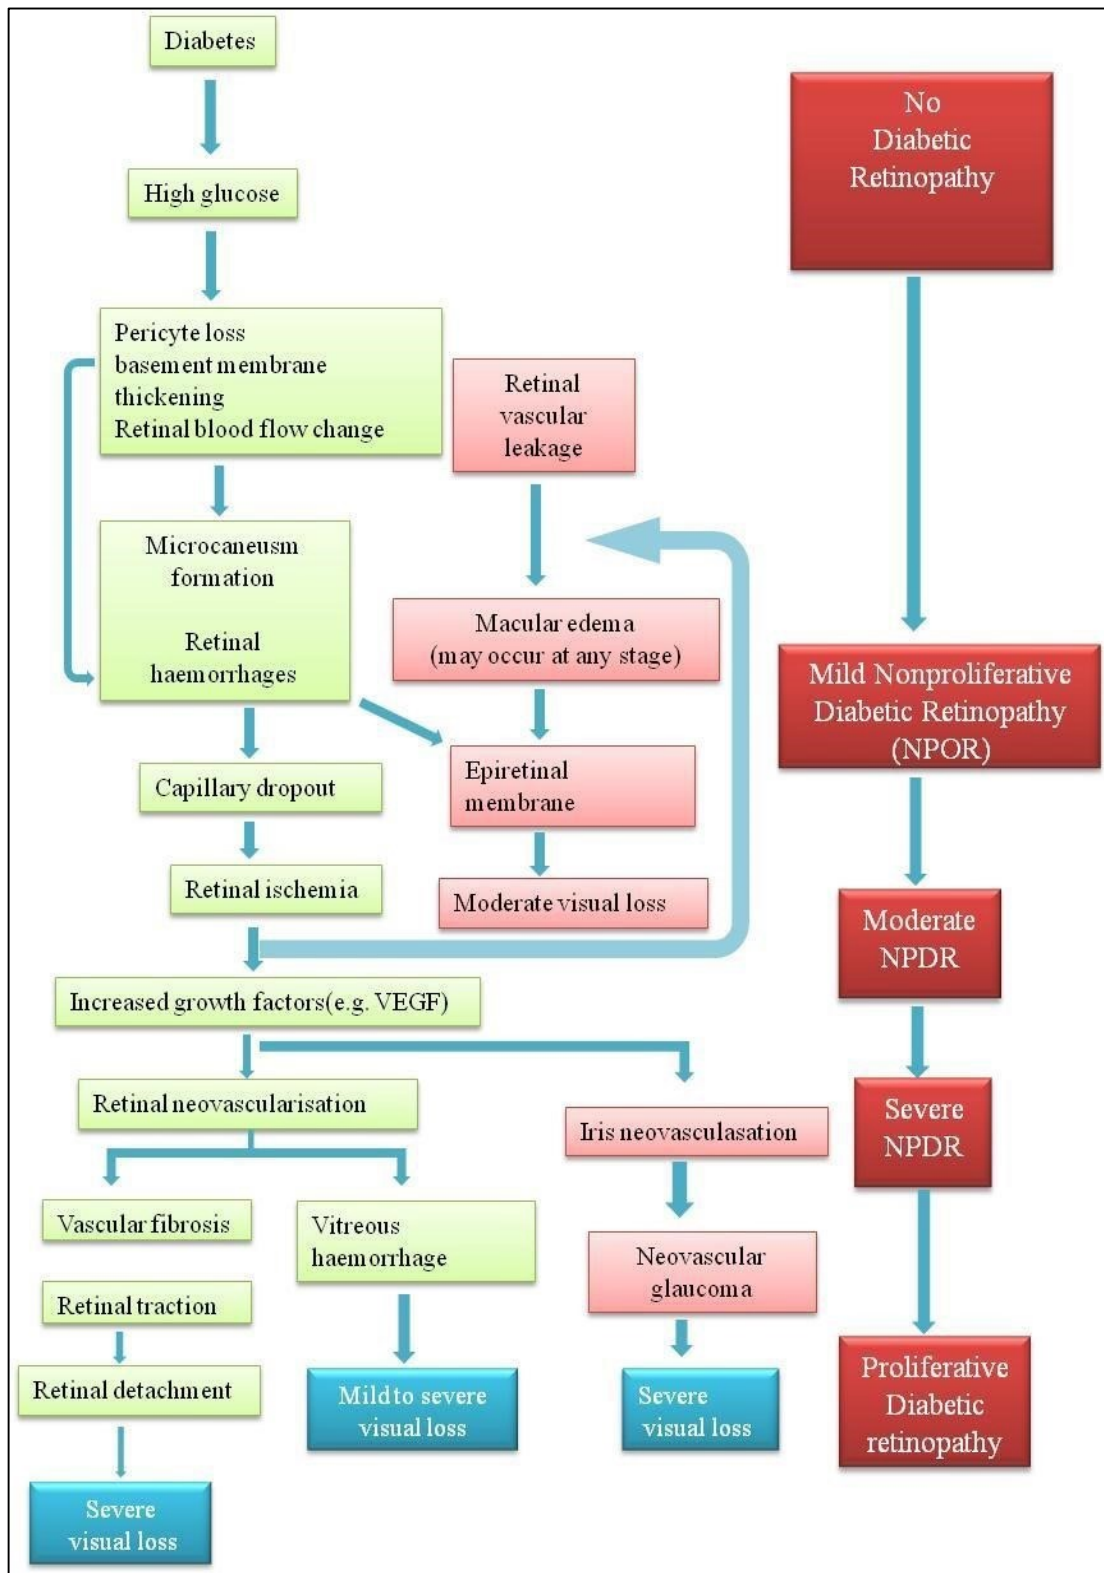 Diabetes
High glucose
Pericyte loss
basement membrane
thickening
Retinal blood flow change
Microcaneusm
formation
Retinal
haemorrhages
Capillary dropout
Retinal ischemia
Increased growth factors(e.g. VEGF)
Retinal neovascularisation
Vascular fibrosis
Retinal traction
Retinal detachment
Severe
visual loss
Vitreous
haemorrhage
Mild to severe
visual loss
Retinal
vascular
leakage
Macular edema
(may occur at any stage)
Epiretinal
membrane
Moderate visual loss
Iris neovasculasation
Neovascular
glaucoma
Severe
visual loss
No
Diabetic
Retinopathy
Mild Nonproliferative
Diabetic Retinopathy
(NPOR)
Moderate
NPDR
Severe
NPDR
Proliferative
Diabetic
retinopathy